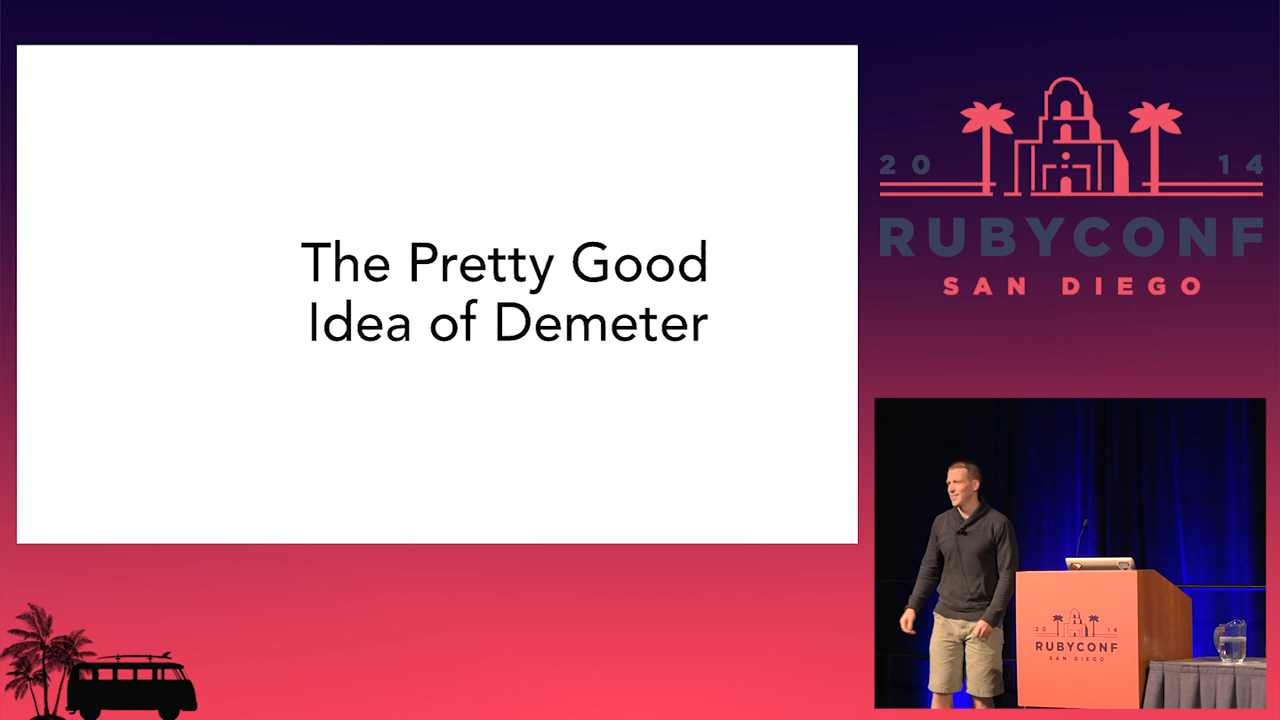 The Pretty Good
Idea of Demeter
20 14
RUBYCONF
SAN DIEGO
20 14
RUBYCONF
SAN DIEGO